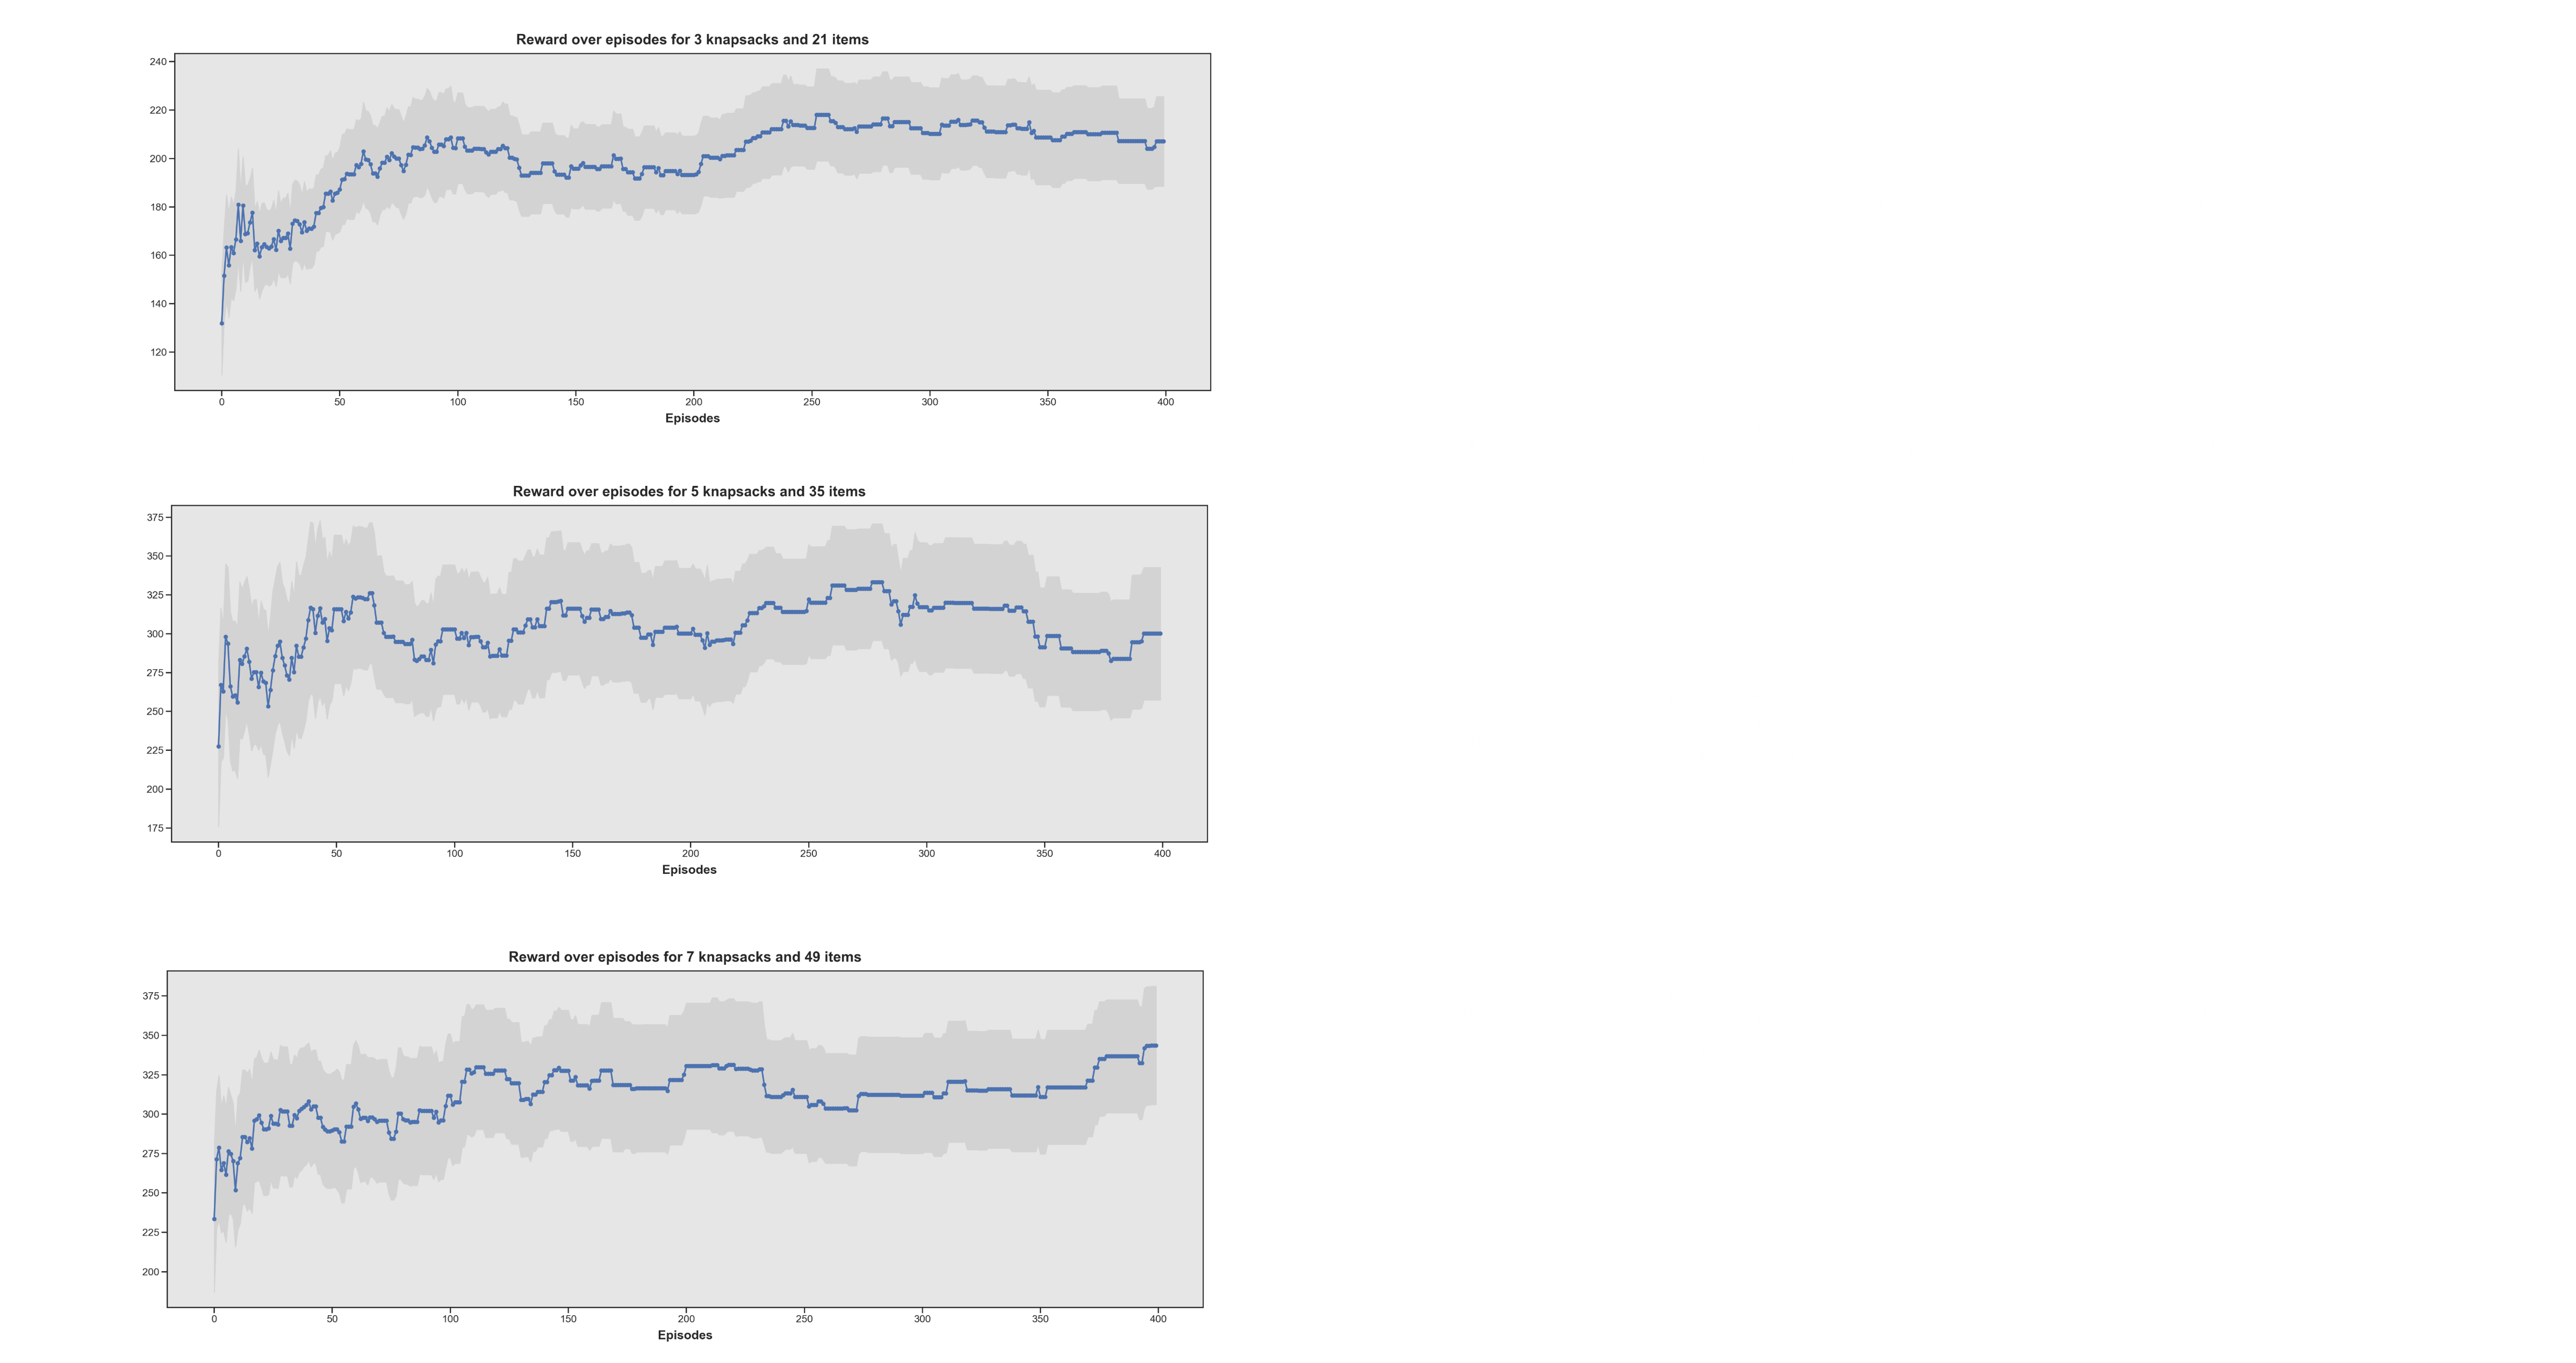 Reward over episodes for 3 knapsacks and 21 items
240
220
200
180
160
140
120
0 50 100 150 200 250 300 350 400
Episodes
Reward over episodes for 5 knapsacks and 35 items
375
350
325
300
275
250
225
200
175
0 50 100 150 200 250 300 350 400
Episodes
Reward over episodes for 7 knapsacks and 49 items
375
350
325
300
275
250
225
200
0 50 100 150 200 250 300 350 400
Episodes